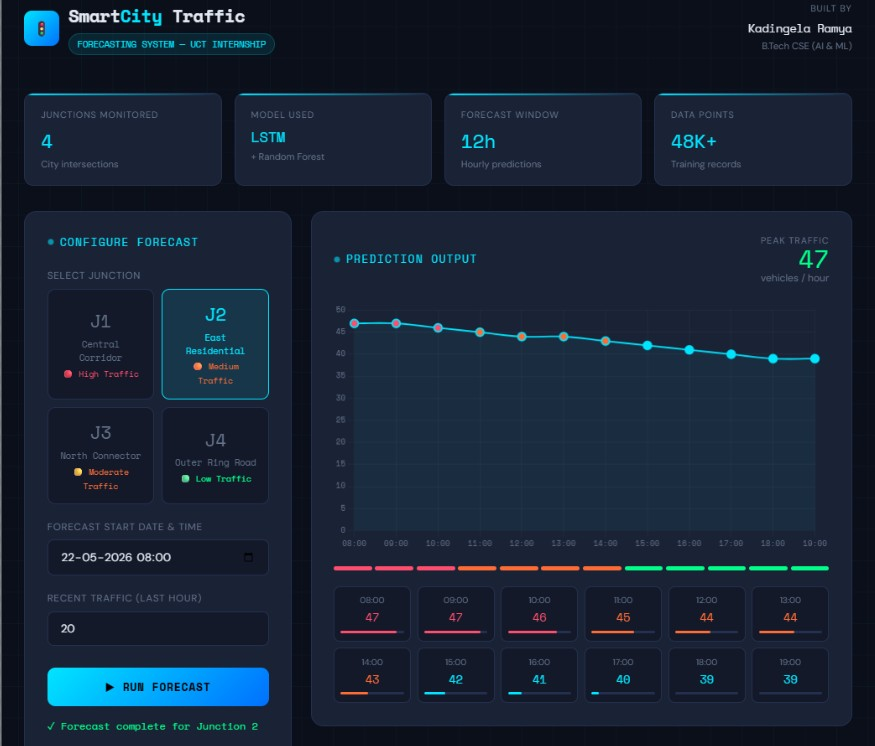 SmartCity Traffic
FORECASTING SYSTEM — UCT INTERNSHIP
BUILT BY
Kadingela Ramya
B.Tech CSE (AI & ML)
JUNCTIONS MONITORED
4
City intersections
MODEL USED
LSTM
+ Random Forest
FORECAST WINDOW
12h
Hourly predictions
DATA POINTS
48K+
Training records
CONFIGURE FORECAST
SELECT JUNCTION
J1
Central
Corridor
High Traffic
J2
East
Residential
Medium
Traffic
J3
North Connector
Moderate
Traffic
J4
Outer Ring Road
Low Traffic
FORECAST START DATE & TIME
22-05-2026 08:00
RECENT TRAFFIC (LAST HOUR)
20
▶ RUN FORECAST
✓ Forecast complete for Junction 2
PREDICTION OUTPUT
PEAK TRAFFIC
47
vehicles / hour
50
45
40
35
30
25
20
15
10
5
0
08:00 09:00 10:00 11:00 12:00 13:00 14:00 15:00 16:00 17:00 18:00 19:00
08:00 09:00 10:00 11:00 12:00 13:00
47 47 46 45 44 44
14:00 15:00 16:00 17:00 18:00 19:00
43 42 41 40 39 39